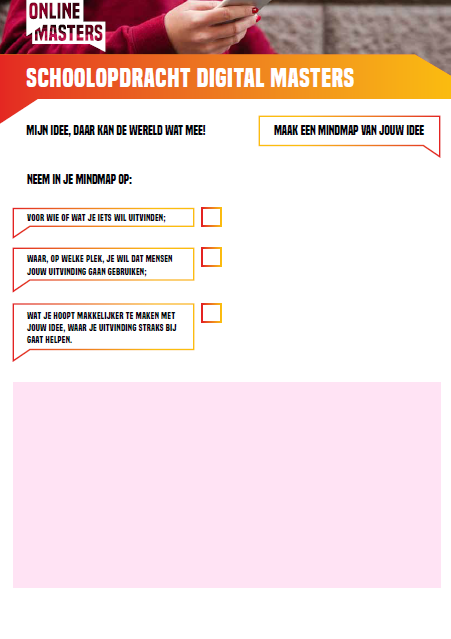 ONLINE
MASTERS
SCHOOLOPDRACHT DIGITAL MASTERS
MIJN IDEE, DAAR KAN DE WERELD WAT MEE!
MAAK EEN MINDMAP VAN JOUW IDEE
NEEM IN JE MINDMAP OP:
VOOR WIE OF WAT JE IETS WIL UITVINDEN;
WAAR, OP WELKE PLEK, JE WIL DAT MENSEN
JOUW UITVINDING GAAN GEBRUIKEN;
WAT JE HOOPT MAKKELIJKER TE MAKEN MET
JOUW IDEE, WAAR JE UITVINDING STRAKS BIJ
GAAT HELPEN.